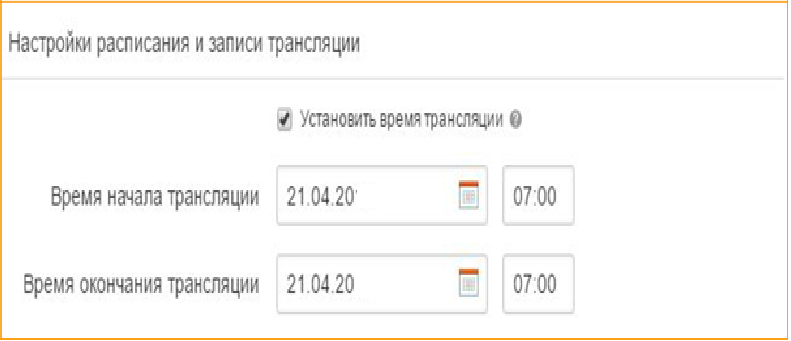 Настройки расписания и записи трансляции
Установить время трансляции ?
Время начала трансляции 21.04.20 07:00
Время окончания трансляции 21.04.20 07:00